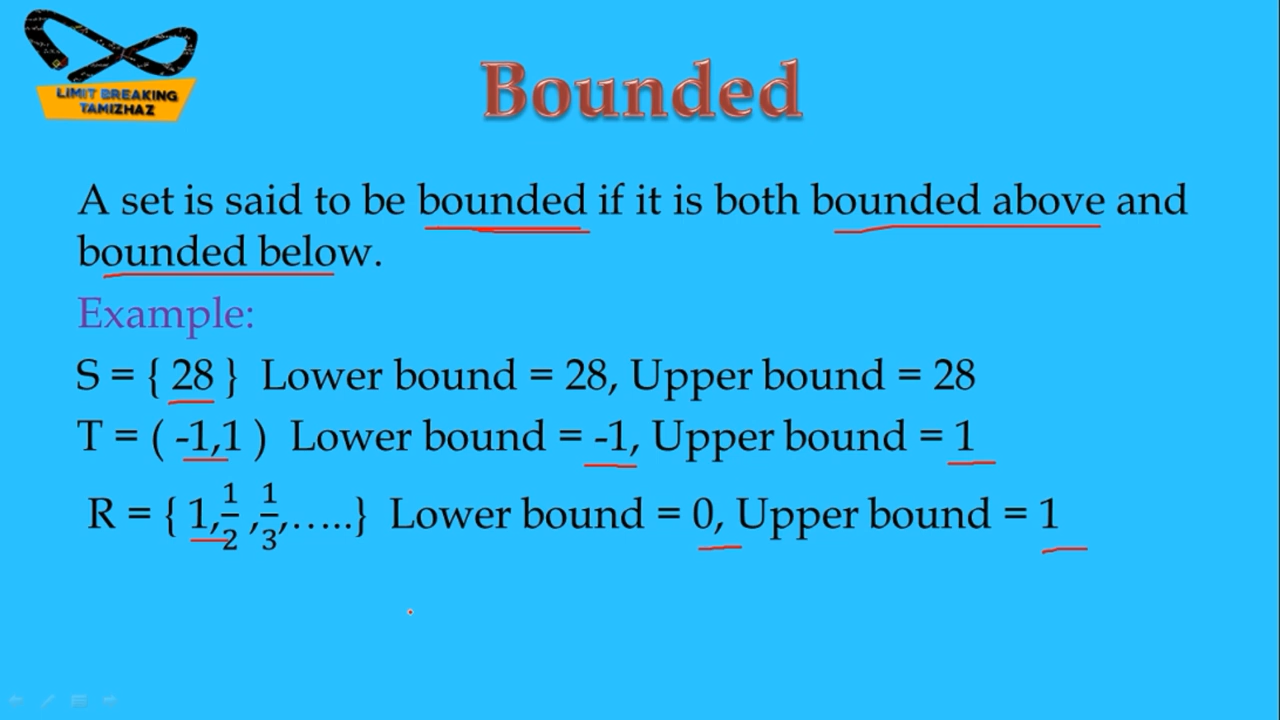 LIMIT BREAKING
TAMIZHAZ
Bounded
A set is said to be bounded if it is both bounded above and
bounded below.
Example:
S = { 28 } Lower bound = 28, Upper bound = 28
T = ( -1,1 ) Lower bound = -1, Upper bound = 1
R = { 1,1/2 ,1/3,…..} Lower bound = 0, Upper bound = 1